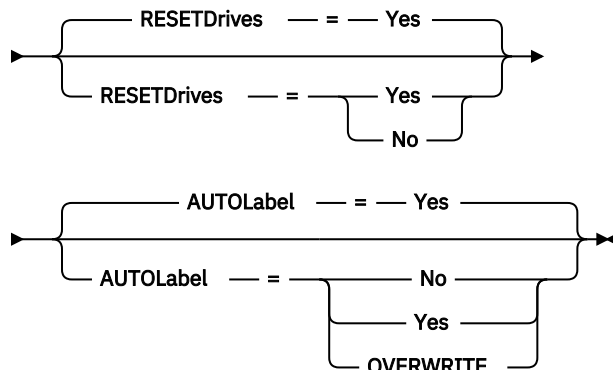 RESETDrives = Yes
RESETDrives = Yes
No
AUTOLabel = Yes
AUTOLabel = No
Yes
OVERWRITE